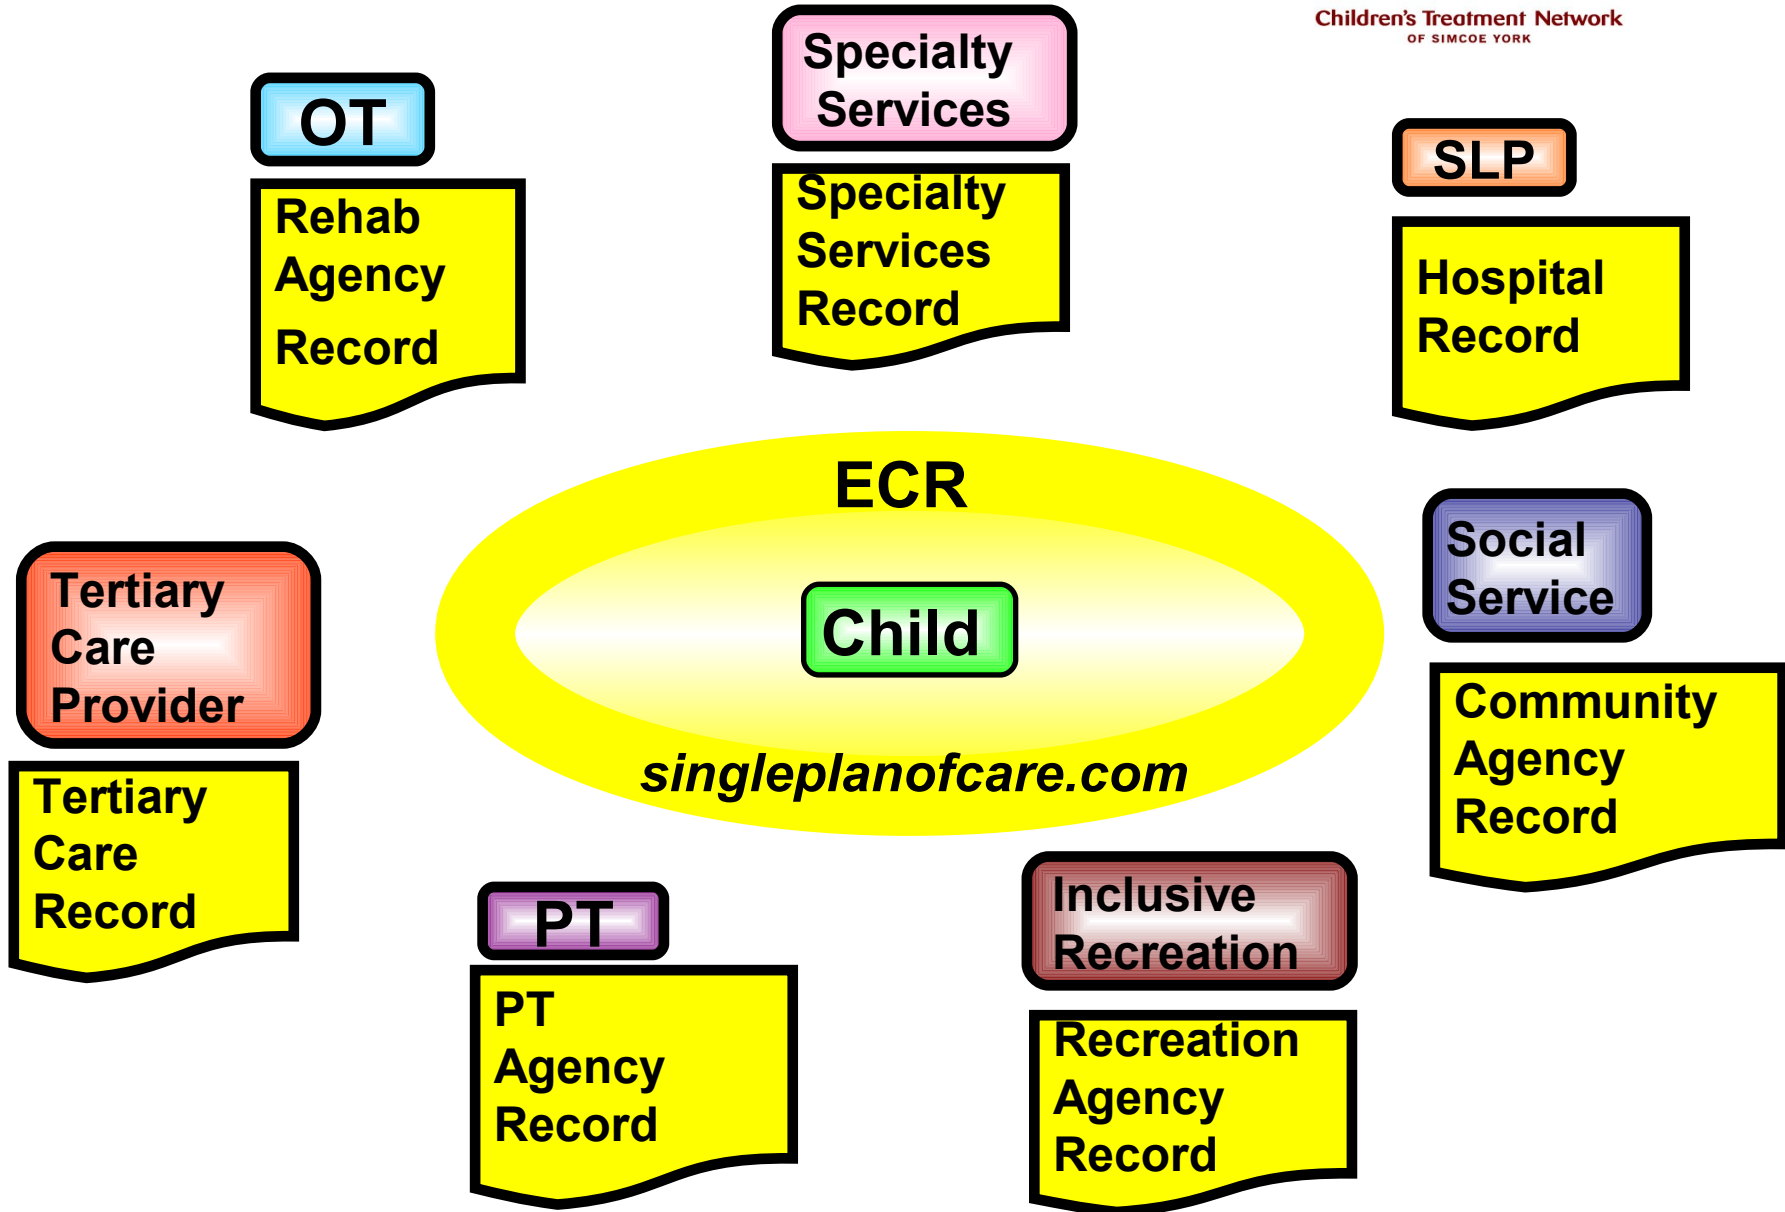 Children's Treatment Network
OF SIMCOE YORK
Specialty
Services
Specialty
Services
Record
OT
Rehab
Agency
Record
SLP
Hospital
Record
ECR
Child
singleplanofcare.com
Social
Service
Community
Agency
Record
Tertiary
Care
Provider
Tertiary
Care
Record
PT
PT
Agency
Record
Inclusive
Recreation
Recreation
Agency
Record